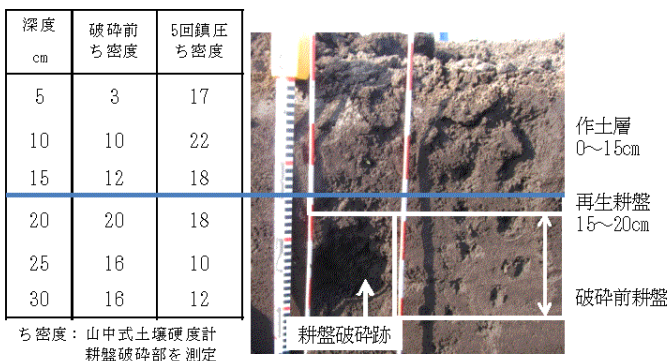 深度 破砕前 5回鎮圧
cm ち密度 ち密度
5 3 17
10 10 22
15 12 18
20 20 18
25 16 10
30 16 12
ち密度：山中式土壌硬度計
耕盤破砕部を測定
作土層
0～15cm
再生耕盤
15～20cm
破砕前耕盤
耕盤破砕跡